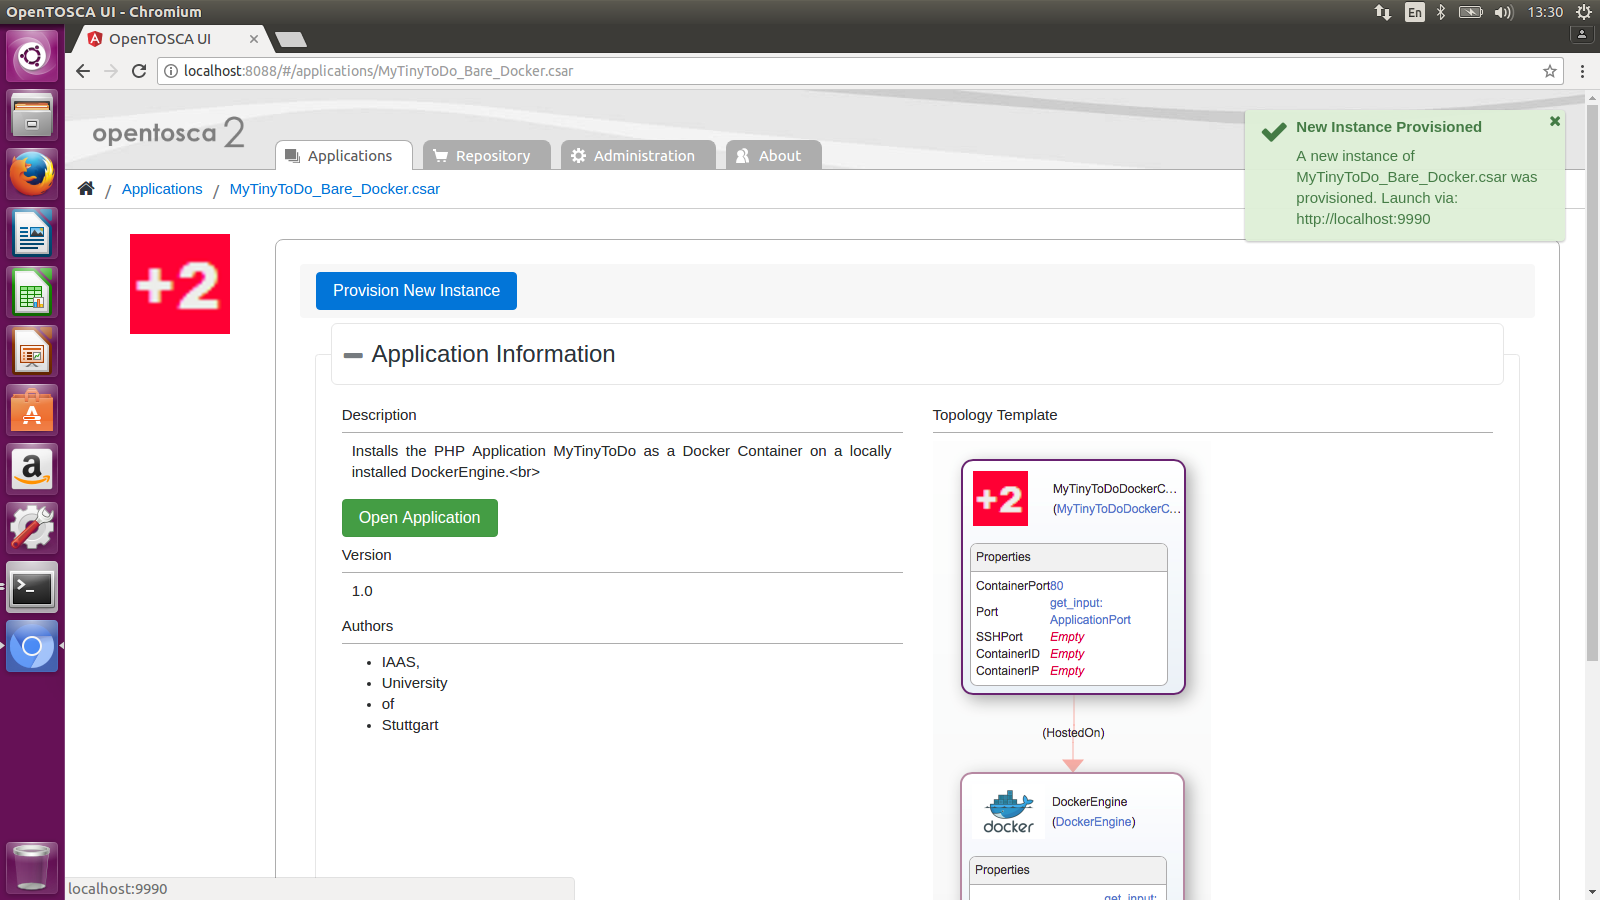 OpenTOSCA UI - Chromium
En
13:30
OpenTOSCA UI
localhost:8088/#/applications/MyTinyToDo_Bare_Docker.csar
opentosca 2
Applications
Repository
Administration
About
New Instance Provisioned
A new instance of
MyTinyToDo_Bare_Docker.csar was
provisioned. Launch via:
http://localhost:9990
/ Applications / MyTinyToDo_Bare_Docker.csar
+2
Provision New Instance
Application Information
Description
Installs the PHP Application MyTinyToDo as a Docker Container on a locally
installed DockerEngine.<br>
Open Application
Version
1.0
Authors
IAAS,
University
of
Stuttgart
Topology Template
+2
MyTinyToDoDockerC...
(MyTinyToDoDockerC...
Properties
ContainerPort 80
Port get_input:
ApplicationPort
SSHPort Empty
ContainerID Empty
ContainerIP Empty
(HostedOn)
docker
DockerEngine
(DockerEngine)
Properties
get_input:
localhost:9990